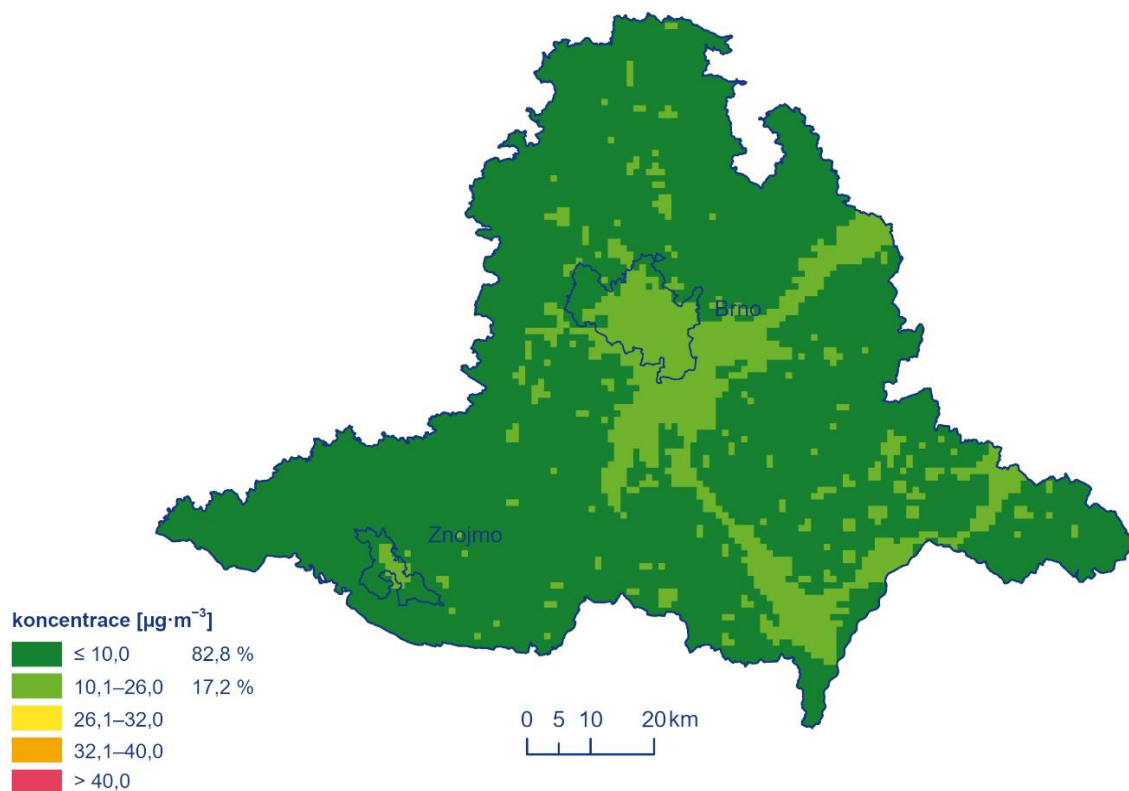 Brno
Znojmo
koncentrace [µg·m⁻³]
≤ 10,0 82,8 %
10,1–26,0 17,2 %
26,1–32,0
32,1–40,0
> 40,0
0 5 10 20 km